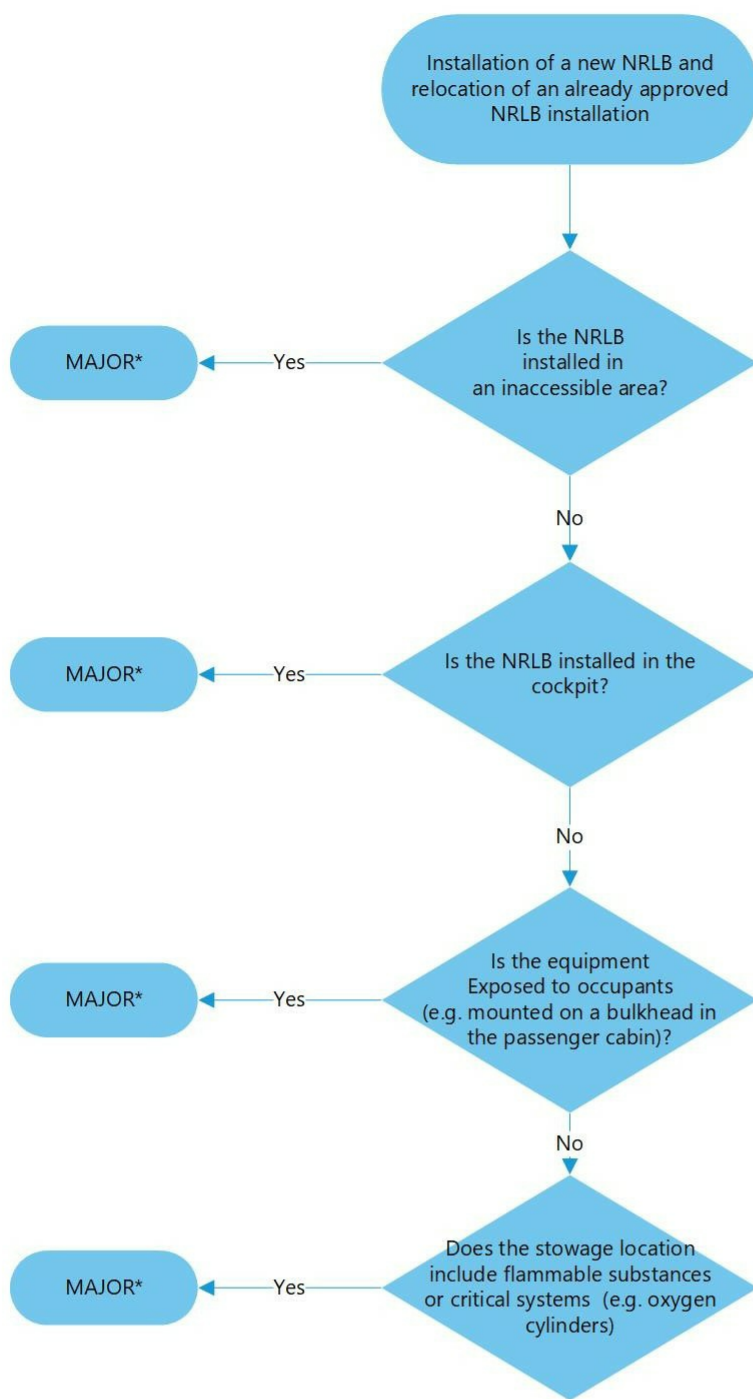 Installation of a new NRLB and
relocation of an already approved
NRLB installation
Is the NRLB
installed in
an inaccessible area?
Yes
MAJOR*
No
Is the NRLB installed in the
cockpit?
Yes
MAJOR*
No
Is the equipment
Exposed to occupants
(e.g. mounted on a bulkhead in
the passenger cabin)?
Yes
MAJOR*
No
Does the stowage location
include flammable substances
or critical systems (e.g. oxygen
cylinders)
Yes
MAJOR*